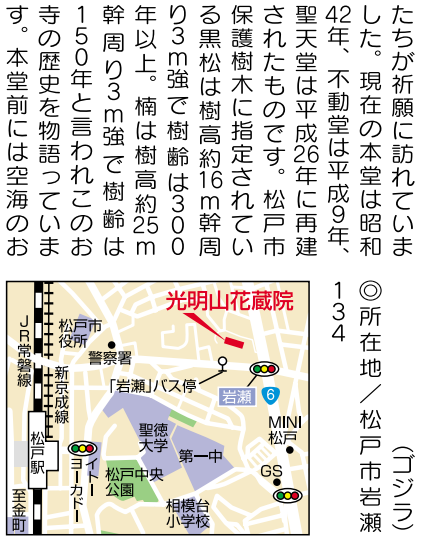 たちが祈願に訪れていま
した。現在の本堂は昭和
42年、不動堂は平成9年、
聖天堂は平成26年に再建
されたものです。松戸市
保護樹木に指定されてい
る黒松は樹高約16m幹周
り3m強で樹齢は300
年以上。楠は樹高約25m
幹周り3m強で樹齢は
150年と言われこのお
寺の歴史を物語っていま
す。本堂前には空海のお
(ゴジラ)
◎所在地/松戸市岩瀬
134
光明山花蔵院
JR常磐線
松戸市
役所
警察署
「岩瀬」バス停
岩瀬
6
新京成線
聖徳
大学
第一中
MINI
松戸
松戸駅
イトー
ヨーカドー
松戸中央
公園
GS
相模台
小学校
至金町